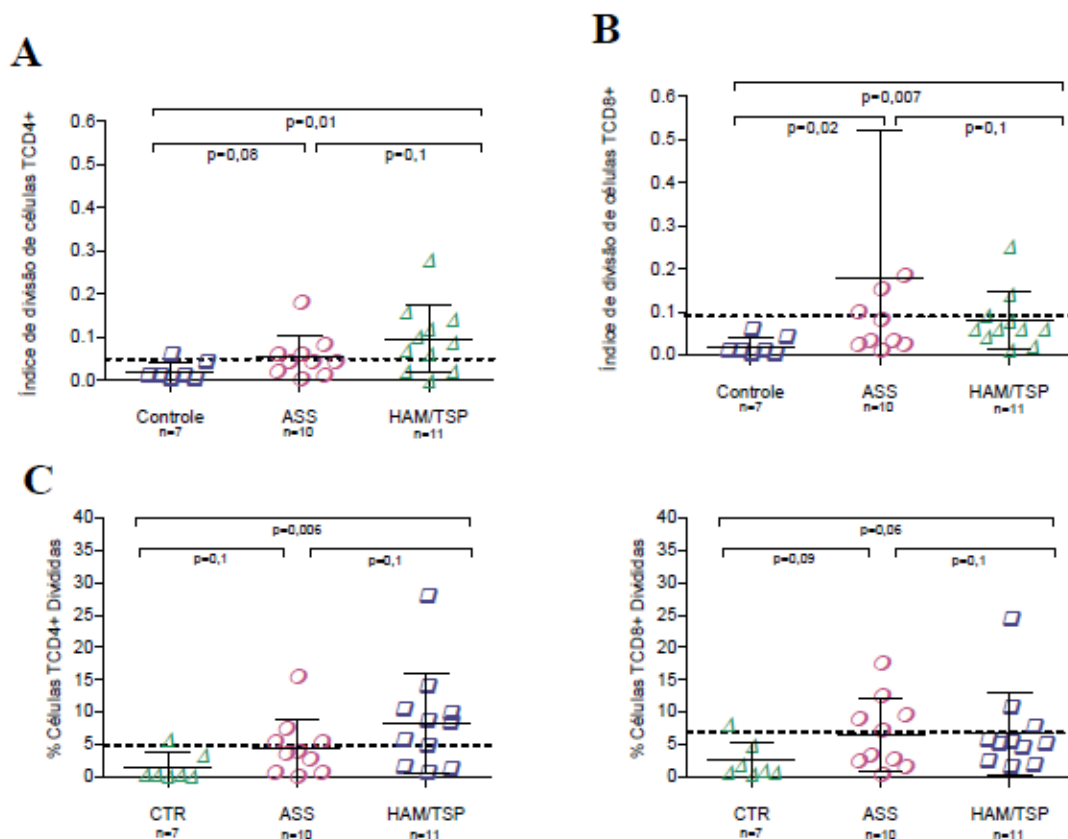 A
Índice de divisão de células TCD4+
0.6
0.5
0.4
0.3
0.2
0.1
0.0
p=0,01
p=0,08
p=0,1
Controle
n=7
ASS
n=10
HAM/TSP
n=11
B
Índice de divisão de células TCD8+
0.6
0.5
0.4
0.3
0.2
0.1
0.0
p=0,007
p=0,02
p=0,1
Controle
n=7
ASS
n=10
HAM/TSP
n=11
C
% Células TCD4+ Divididas
40
35
30
25
20
15
10
5
0
p=0,006
p=0,1
p=0,1
CTR
n=7
ASS
n=10
HAM/TSP
n=11
% Células TCD8+ Divididas
40
35
30
25
20
15
10
5
0
p=0,06
p=0,09
p=0,1
CTR
n=7
ASS
n=10
HAM/TSP
n=11